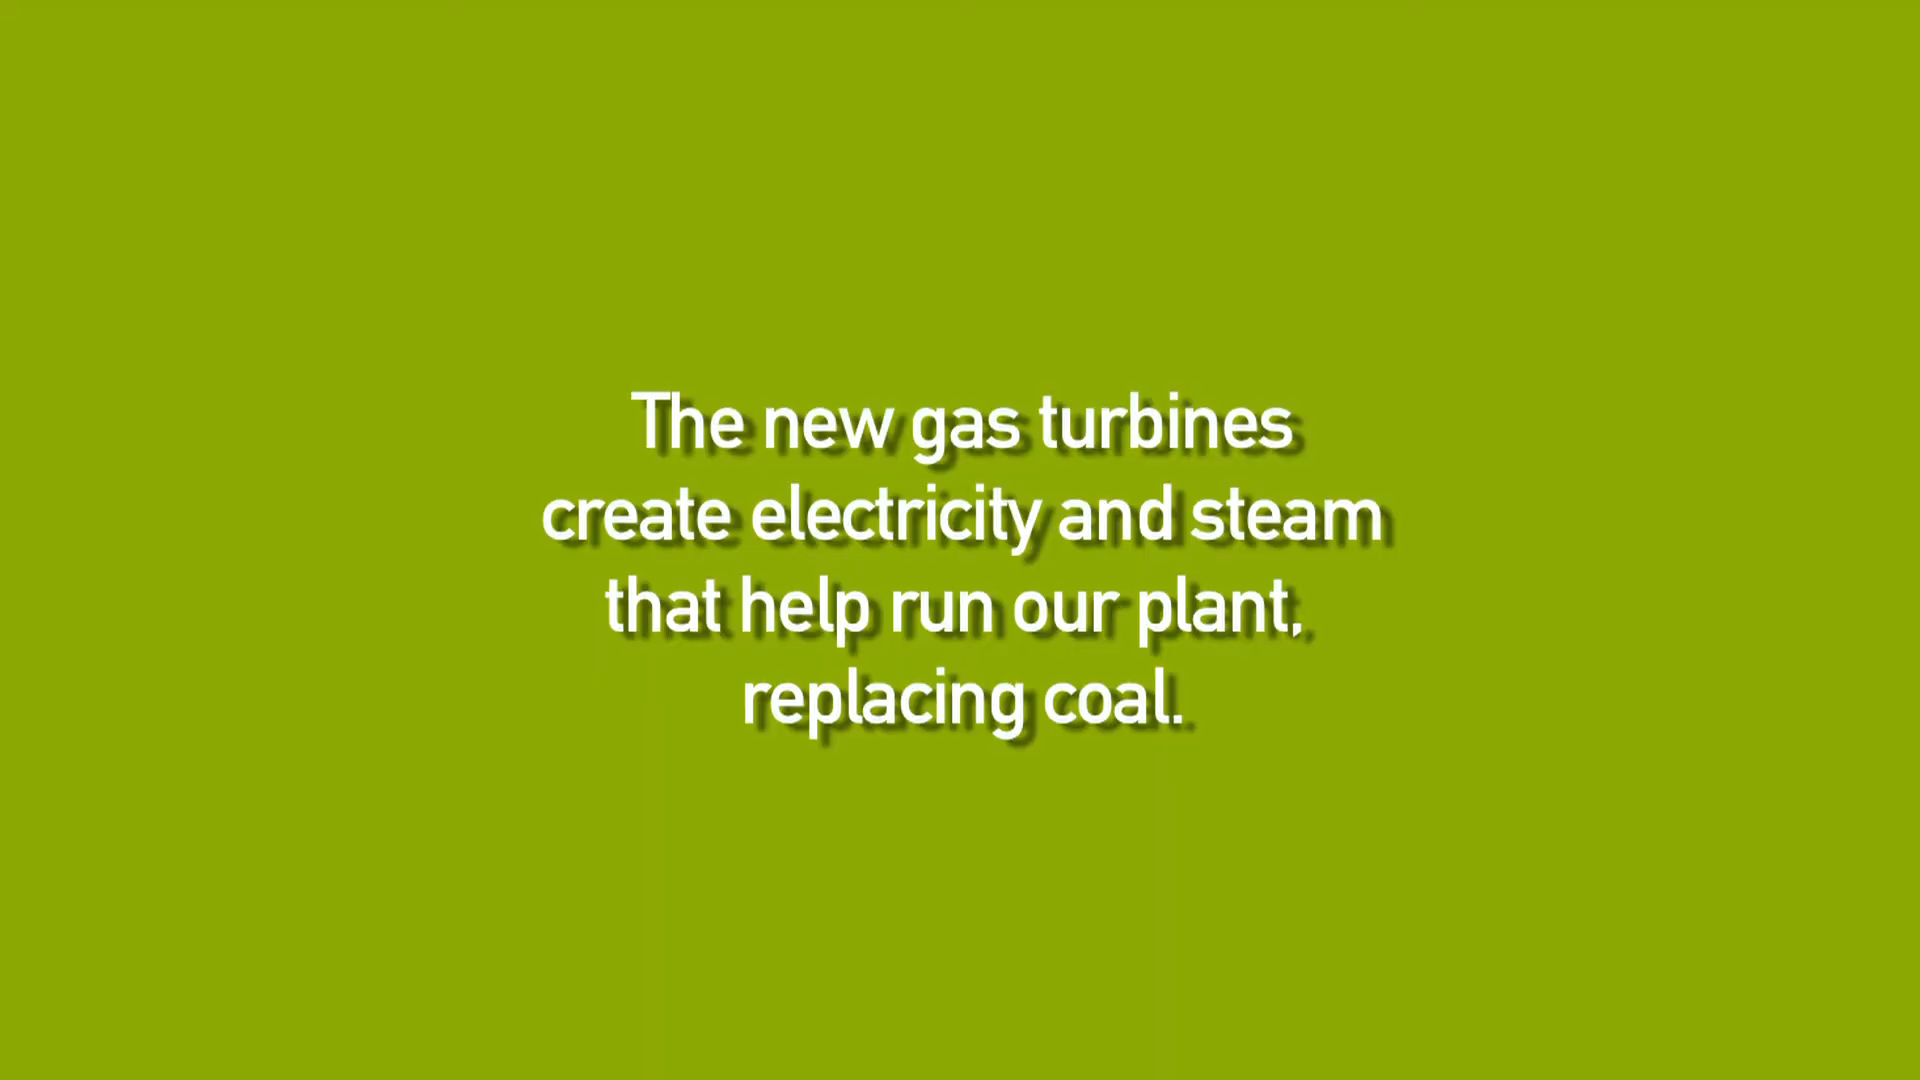 The new gas turbines
create electricity and steam
that help run our plant,
replacing coal.